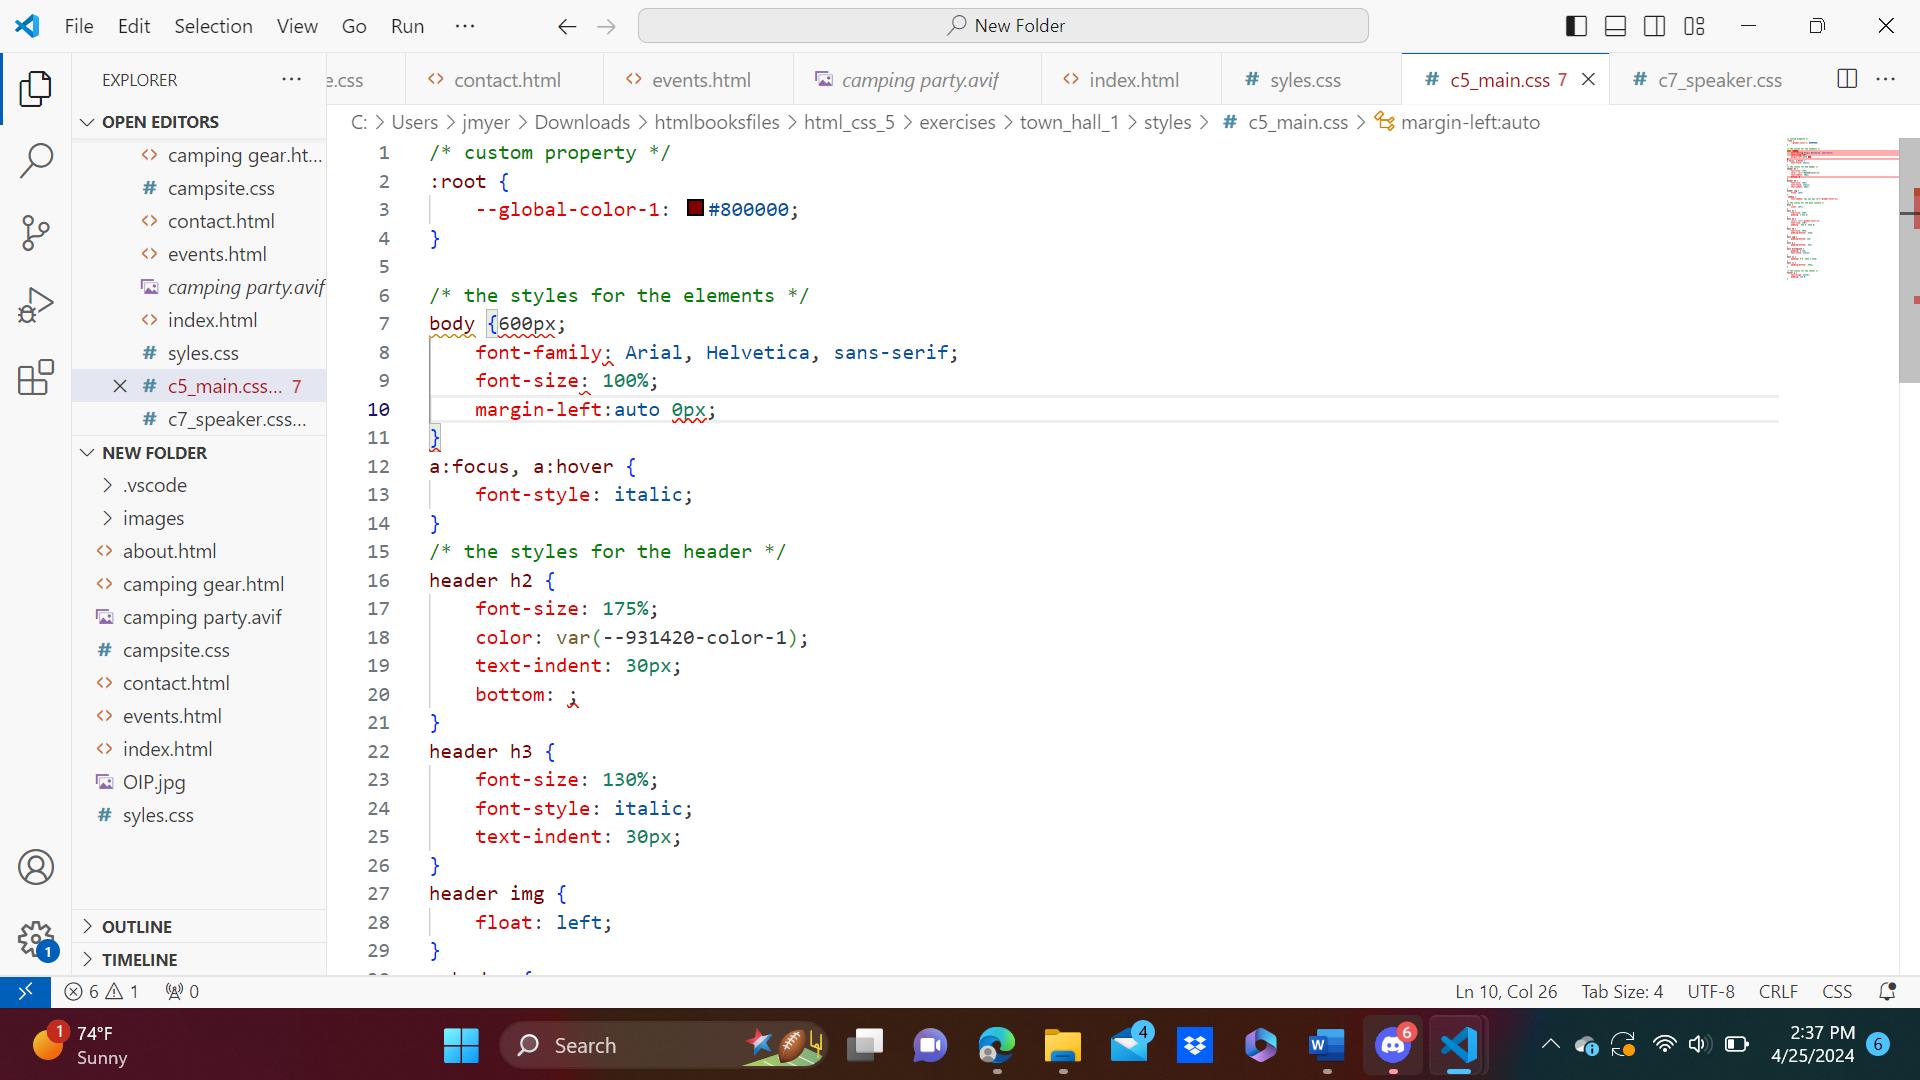 File Edit Selection View Go Run ··· New Folder
EXPLORER ··· e.css contact.html events.html camping party.avif index.html syles.css c5_main.css 7 c7_speaker.css ···
OPEN EDITORS
camping gear.ht...
campsite.css
contact.html
events.html
camping party.avif
index.html
syles.css
c5_main.css... 7
c7_speaker.css...
NEW FOLDER
.vscode
images
about.html
camping gear.html
camping party.avif
campsite.css
contact.html
events.html
index.html
OIP.jpg
syles.css
OUTLINE
TIMELINE
C: > Users > jmyer > Downloads > htmlbooksfiles > html_css_5 > exercises > town_hall_1 > styles > # c5_main.css > margin-left:auto
1 /* custom property */
2 :root {
3 --global-color-1: #800000;
4 }
5
6 /* the styles for the elements */
7 body {600px;
8 font-family: Arial, Helvetica, sans-serif;
9 font-size: 100%;
10 margin-left:auto 0px;
11 }
12 a:focus, a:hover {
13 font-style: italic;
14 }
15 /* the styles for the header */
16 header h2 {
17 font-size: 175%;
18 color: var(--931420-color-1);
19 text-indent: 30px;
20 bottom: ;
21 }
22 header h3 {
23 font-size: 130%;
24 font-style: italic;
25 text-indent: 30px;
26 }
27 header img {
28 float: left;
29 }
6 1 0 Ln 10, Col 26 Tab Size: 4 UTF-8 CRLF CSS
1
1 74°F
Sunny
Search
4
6
2:37 PM
4/25/2024
6